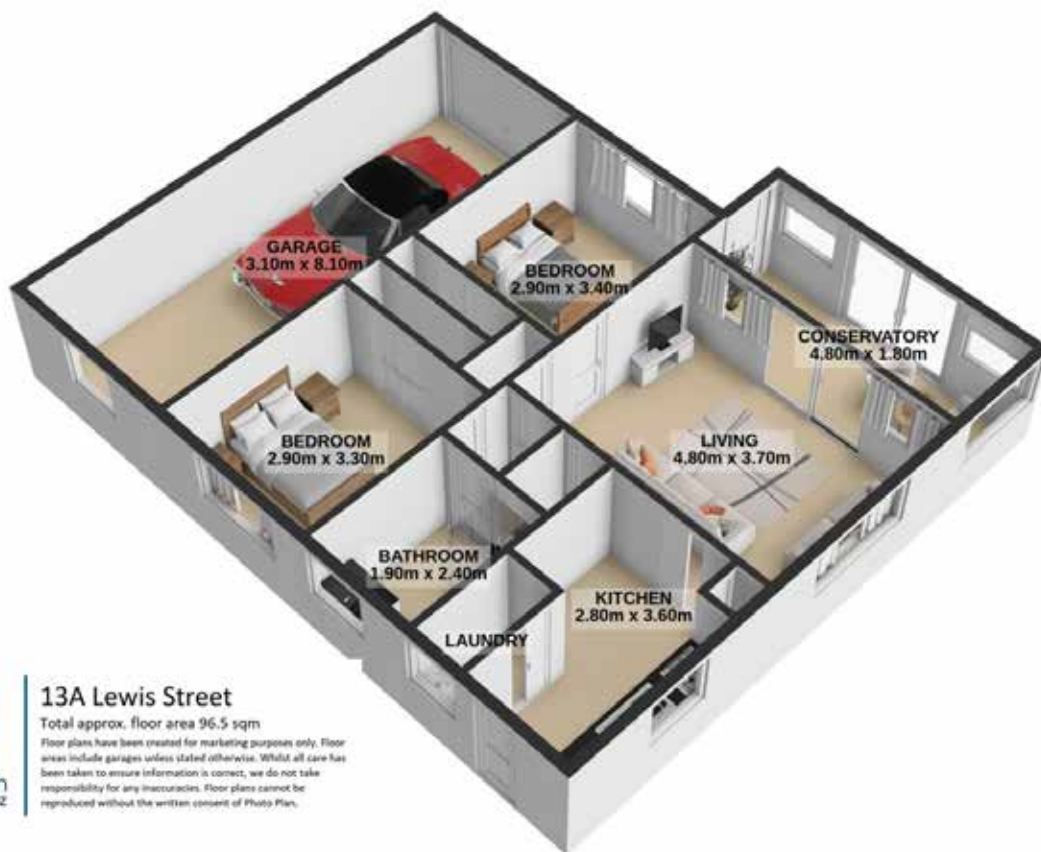 GARAGE
3.10m x 8.10m
BEDROOM
2.90m x 3.40m
CONSERVATORY
4.80m x 1.80m
BEDROOM
2.90m x 3.30m
LIVING
4.80m x 3.70m
BATHROOM
1.90m x 2.40m
KITCHEN
2.80m x 3.60m
LAUNDRY
13A Lewis Street
Total approx. floor area 96.5 sqm
Floor plans have been created for marketing purposes only. Floor
areas include garages unless stated otherwise. Whilst all care has
been taken to ensure information is correct, we do not take
responsibility for any inaccuracies. Floor plans cannot be
reproduced without the written consent of Photo Plan.